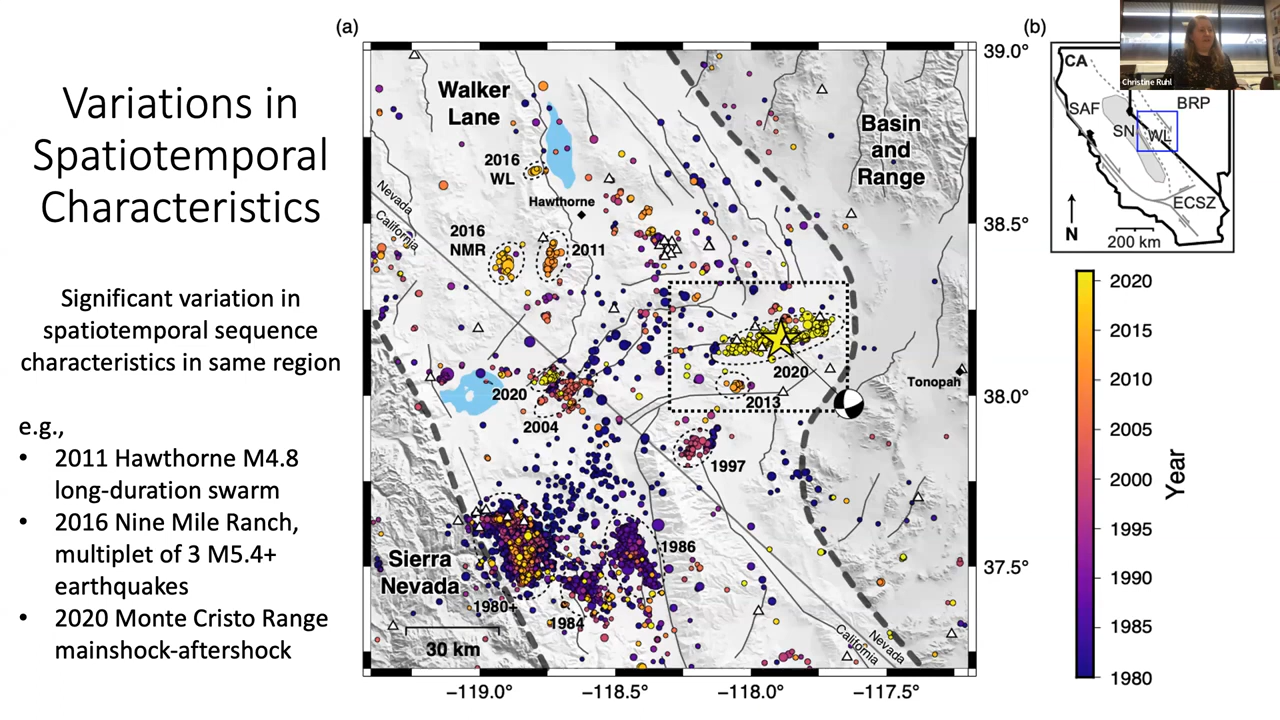 Variations in
Spatiotemporal
Characteristics
Significant variation in
spatiotemporal sequence
characteristics in same region
e.g.,
• 2011 Hawthorne M4.8
long-duration swarm
• 2016 Nine Mile Ranch,
multiplet of 3 M5.4+
earthquakes
• 2020 Monte Cristo Range
mainshock-aftershock
(a)
Walker
Lane
Basin
and
Range
2016
WL
Hawthorne
Nevada
California
2016
NMR
2011
2020
2013
Tonopah
2020
2004
1997
1986
Sierra
Nevada
1980+
1984
30 km
California
Nevada
39.0°
38.5°
38.0°
37.5°
−119.0°
−118.5°
−118.0°
−117.5°
(b)
Christine Ruhl
CA
SAF
SN
WL
BRP
ECSZ
N
200 km
2020
2015
2010
2005
2000
1995
1990
1985
1980
Year